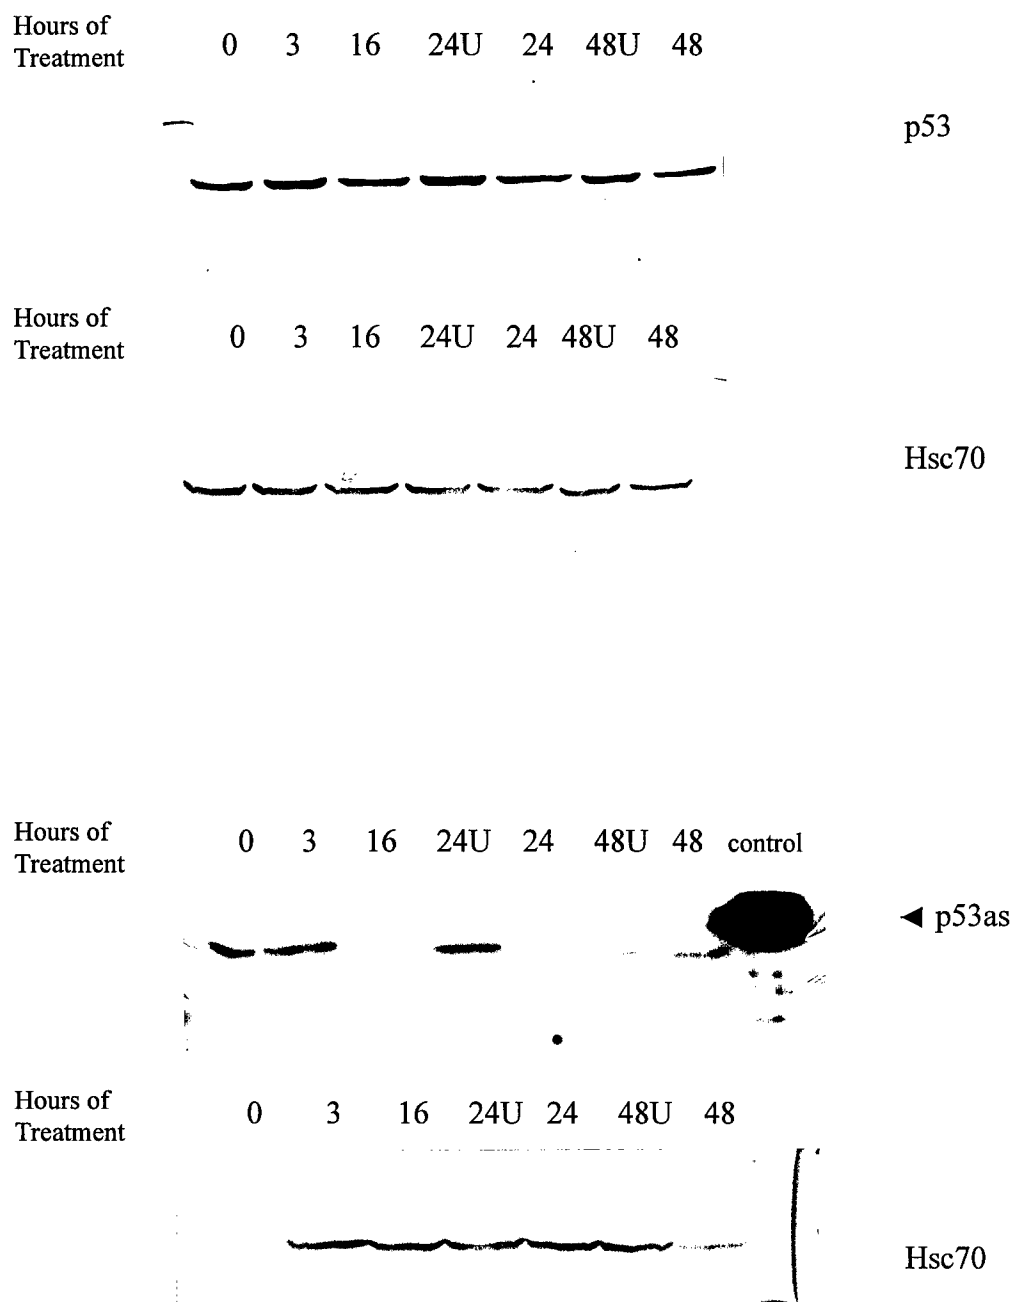 Hours of
Treatment
0 3 16 24U 24 48U 48
p53
Hours of
Treatment
0 3 16 24U 24 48U 48
Hsc70
Hours of
Treatment
0 3 16 24U 24 48U 48 control
◄ p53as
Hours of
Treatment
0 3 16 24U 24 48U 48
Hsc70